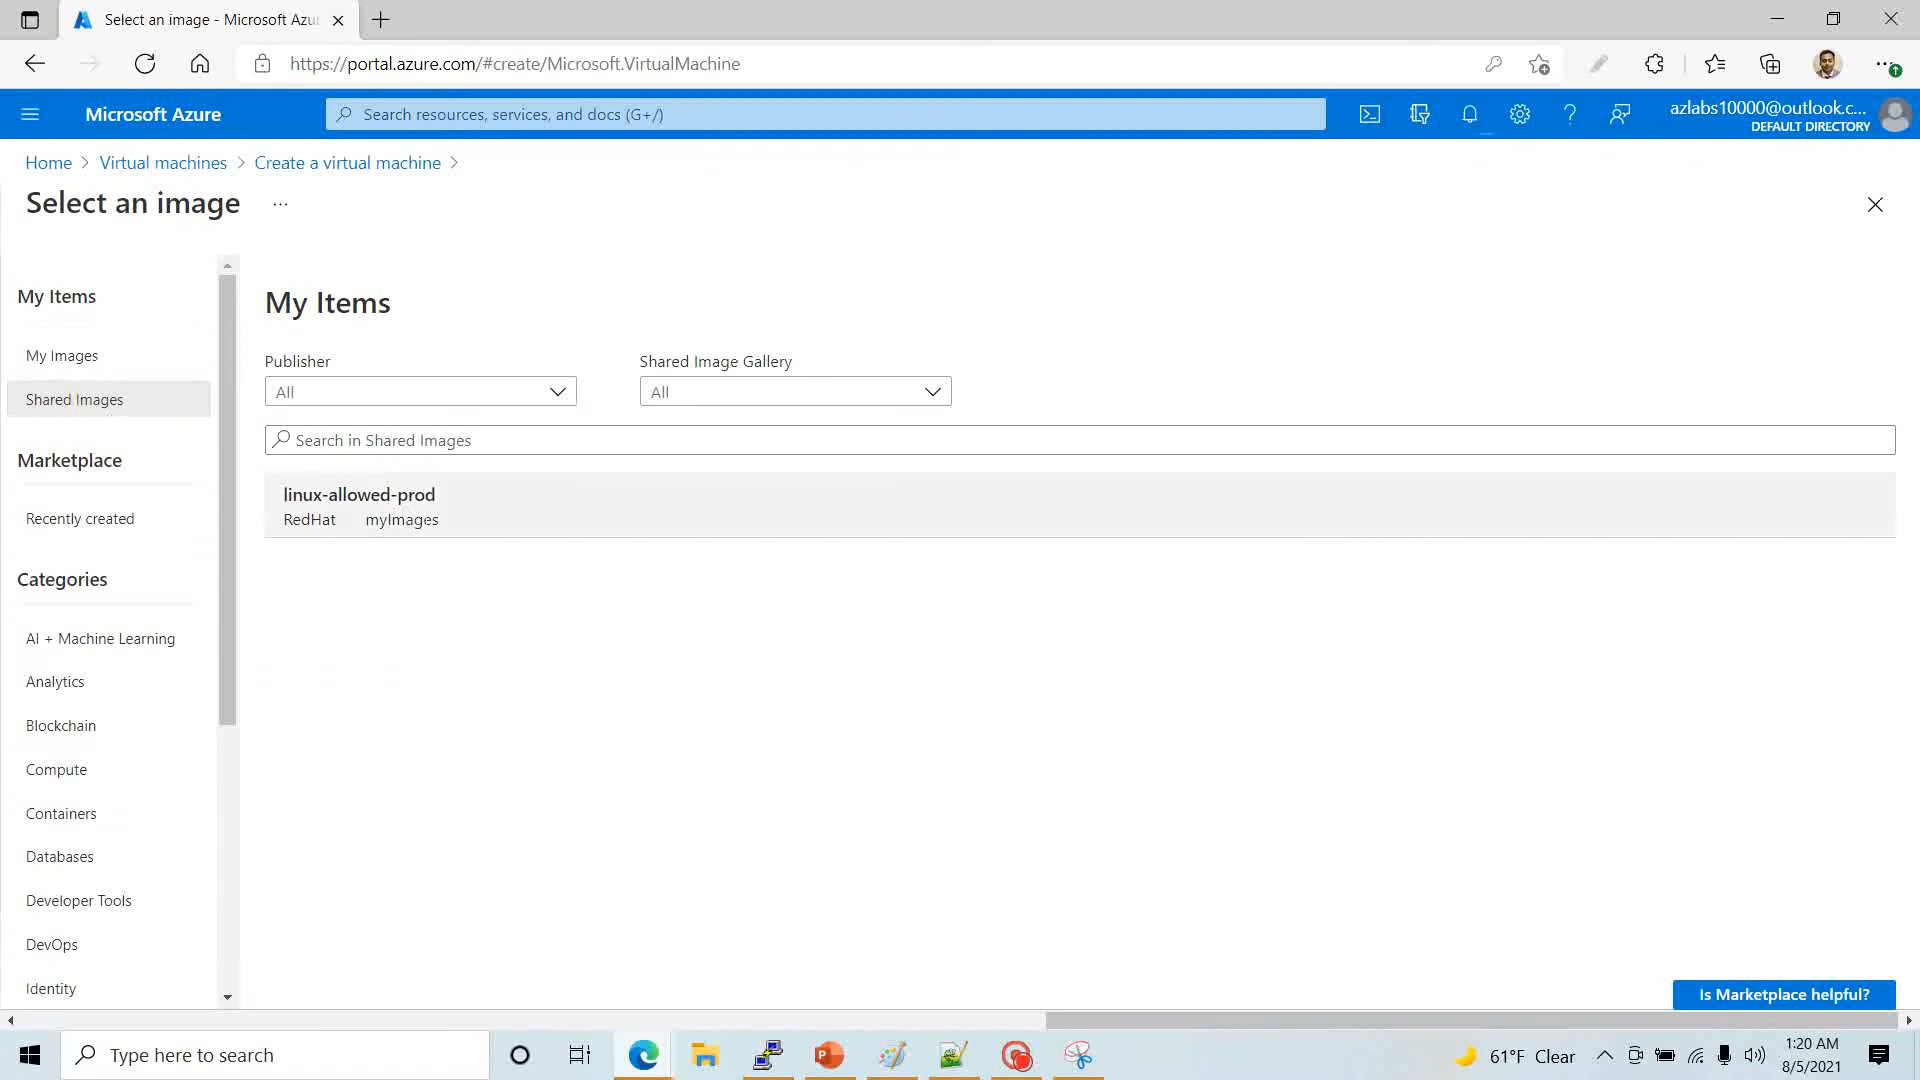 Select an image - Microsoft Azu
https://portal.azure.com/#create/Microsoft.VirtualMachine
Microsoft Azure
Search resources, services, and docs (G+/)
azlabs10000@outlook.c...
DEFAULT DIRECTORY
Home > Virtual machines > Create a virtual machine >
Select an image ...
My Items
My Images
Shared Images
Marketplace
Recently created
Categories
AI + Machine Learning
Analytics
Blockchain
Compute
Containers
Databases
Developer Tools
DevOps
Identity
My Items
Publisher
All
Shared Image Gallery
All
Search in Shared Images
linux-allowed-prod
RedHat myImages
Is Marketplace helpful?
Type here to search
61°F Clear
1:20 AM
8/5/2021